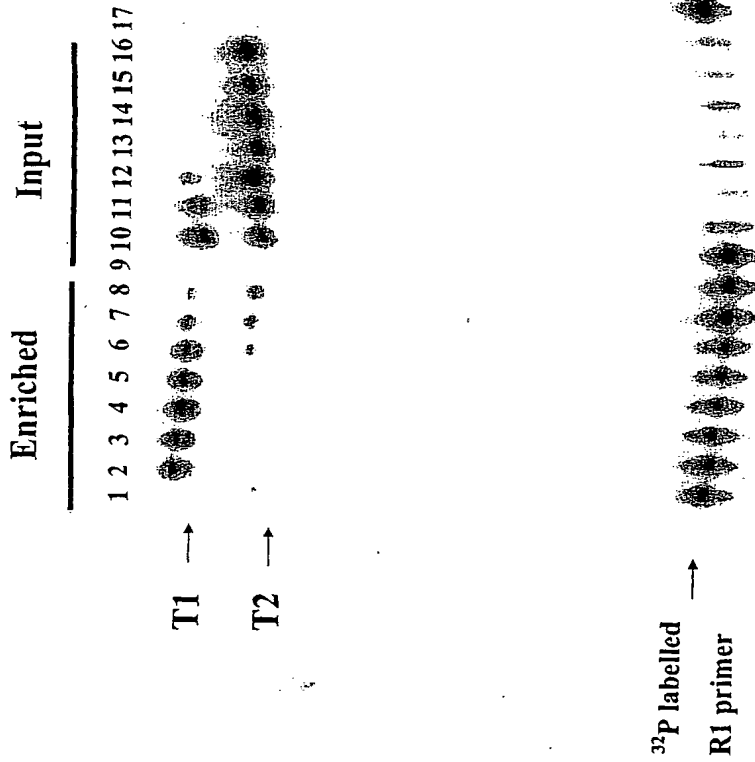 Enriched Input
1 2 3 4 5 6 7 8 9 10 11 12 13 14 15 16 17
T1 →
T2 →
³²P labelled →
R1 primer